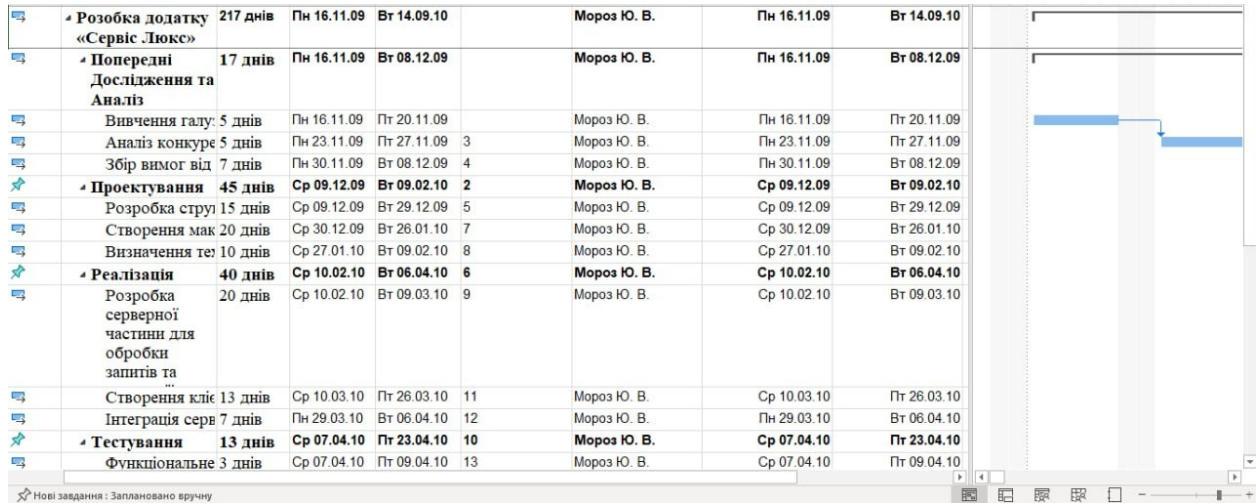 Розобка додатку 217 днів Пн 16.11.09 Вт 14.09.10 Мороз Ю. В. Пн 16.11.09 Вт 14.09.10
«Сервіс Люкс»
Попередні 17 днів Пн 16.11.09 Вт 08.12.09 Мороз Ю. В. Пн 16.11.09 Вт 08.12.09
Дослідження та
Аналіз
Вивчення галу: 5 днів Пн 16.11.09 Пт 20.11.09 Мороз Ю. В. Пн 16.11.09 Пт 20.11.09
Аналіз конкуре 5 днів Пн 23.11.09 Пт 27.11.09 3 Мороз Ю. В. Пн 23.11.09 Пт 27.11.09
Збір вимог від 7 днів Пн 30.11.09 Вт 08.12.09 4 Мороз Ю. В. Пн 30.11.09 Вт 08.12.09
Проектування 45 днів Ср 09.12.09 Вт 09.02.10 2 Мороз Ю. В. Ср 09.12.09 Вт 09.02.10
Розробка стру 15 днів Ср 09.12.09 Вт 29.12.09 5 Мороз Ю. В. Ср 09.12.09 Вт 29.12.09
Створення мак 20 днів Ср 30.12.09 Вт 26.01.10 7 Мороз Ю. В. Ср 30.12.09 Вт 26.01.10
Визначення те 10 днів Ср 27.01.10 Вт 09.02.10 8 Мороз Ю. В. Ср 27.01.10 Вт 09.02.10
Реалізація 40 днів Ср 10.02.10 Вт 06.04.10 6 Мороз Ю. В. Ср 10.02.10 Вт 06.04.10
Розробка 20 днів Ср 10.02.10 Вт 09.03.10 9 Мороз Ю. В. Ср 10.02.10 Вт 09.03.10
серверної
частини для
обробки
запитів та
Створення кліє 13 днів Ср 10.03.10 Пт 26.03.10 11 Мороз Ю. В. Ср 10.03.10 Пт 26.03.10
Інтеграція серв 7 днів Пн 29.03.10 Вт 06.04.10 12 Мороз Ю. В. Пн 29.03.10 Вт 06.04.10
Тестування 13 днів Ср 07.04.10 Пт 23.04.10 10 Мороз Ю. В. Ср 07.04.10 Пт 23.04.10
Функціональне 3 днів Ср 07.04.10 Пт 09.04.10 13 Мороз Ю. В. Ср 07.04.10 Пт 09.04.10
Нові завдання : Заплановано вручну